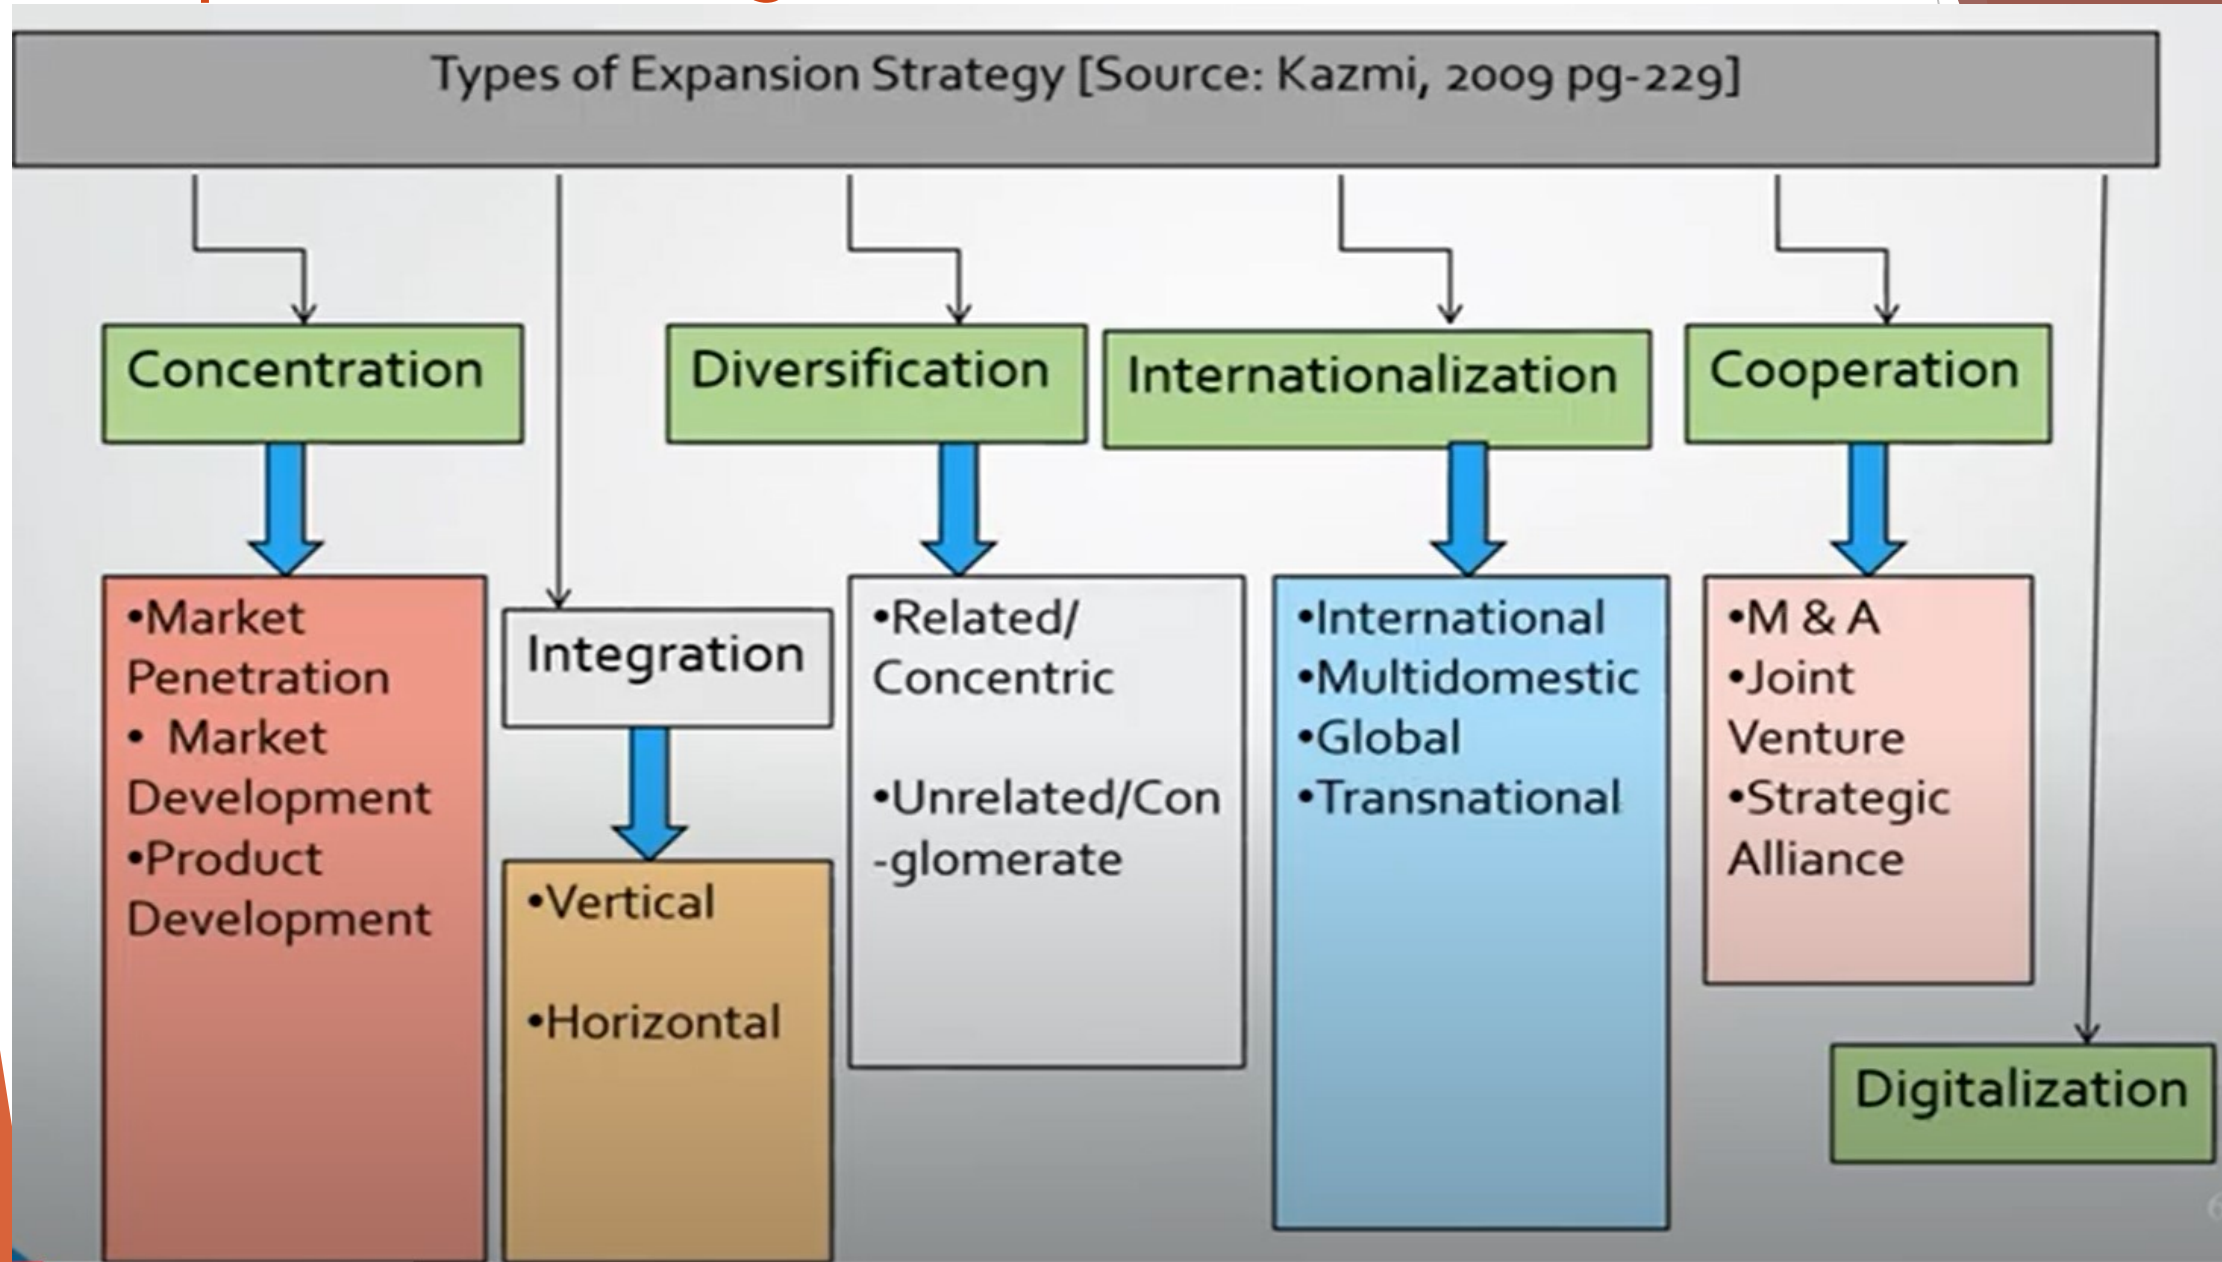 Types of Expansion Strategy [Source: Kazmi, 2009 pg-229]
Concentration
Diversification
Internationalization
Cooperation
•Market
Penetration
• Market
Development
•Product
Development
Integration
•Vertical
•Horizontal
•Related/
Concentric
•Unrelated/Con
-glomerate
•International
•Multidomestic
•Global
•Transnational
•M & A
•Joint
Venture
•Strategic
Alliance
Digitalization